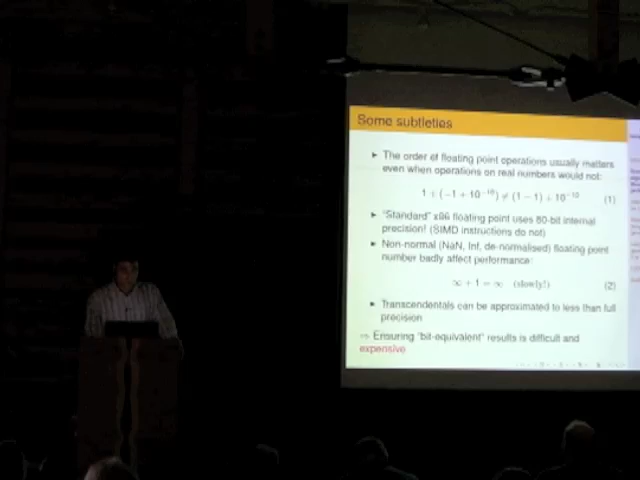 Some subtleties
► The order of floating point operations usually matters
even when operations on real numbers would not:
1 + (−1 + 10⁻¹⁰) ≠ (1 − 1) + 10⁻¹⁰ (1)
► "Standard" x86 floating point uses 80-bit internal
precision! (SIMD instructions do not)
► Non-normal (NaN, Inf, de-normalised) floating point
number badly affect performance:
∞ + 1 = ∞ (slowly!) (2)
► Transcendentals can be approximated to less than full
precision
⇒ Ensuring "bit-equivalent" results is difficult and
expensive